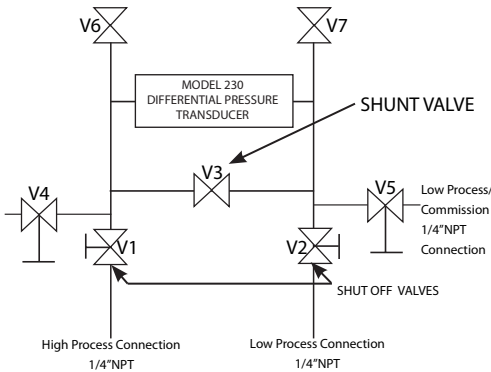 V6
V7
MODEL 230
DIFFERENTIAL PRESSURE
TRANSDUCER
SHUNT VALVE
V3
V4
V5
Low Process/
Commission
1/4"NPT
Connection
V1
V2
SHUT OFF VALVES
High Process Connection
1/4"NPT
Low Process Connection
1/4"NPT